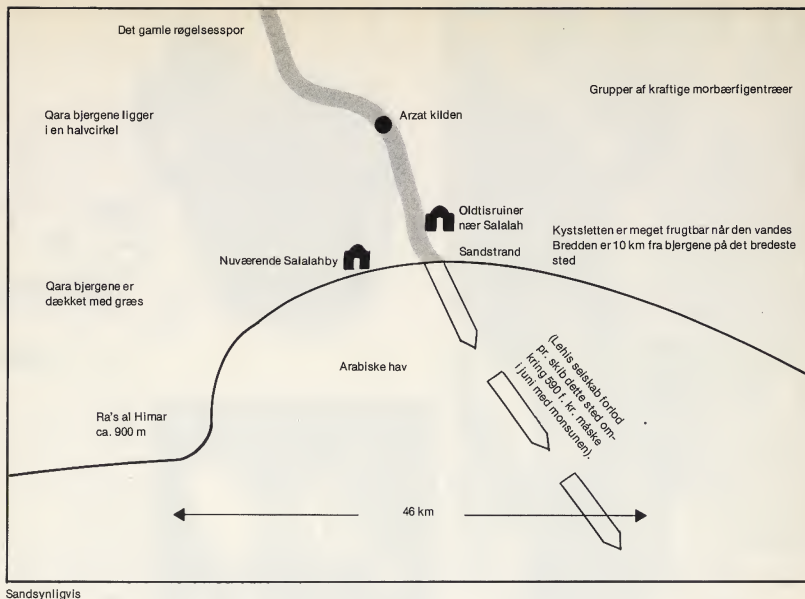 Det gamle røgelsesspor
Grupper af kraftige morbærfigentræer
Qara bjergene ligger
i en halvcirkel
Arzat kilden
Oldtisruiner
nær Salalah
Kystsletten er meget frugtbar når den vandes
Bredden er 10 km fra bjergene på det bredeste
sted
Sandstrand
Nuværende Salalahby
Qara bjergene er
dækket med græs
Arabiske hav
(Lehis selskab forlod
pr. skib dette sted om-
kring 590 f. kr. måske
i juni med monsunen).
Ra's al Himar
ca. 900 m
46 km
Sandsynligvis